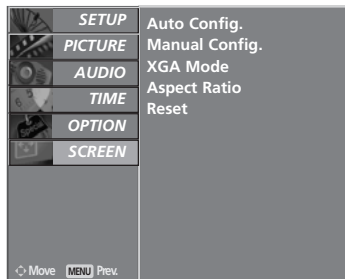 SETUP
PICTURE
AUDIO
TIME
OPTION
SCREEN
Auto Config.
Manual Config.
XGA Mode
Aspect Ratio
Reset
Move MENU Prev.